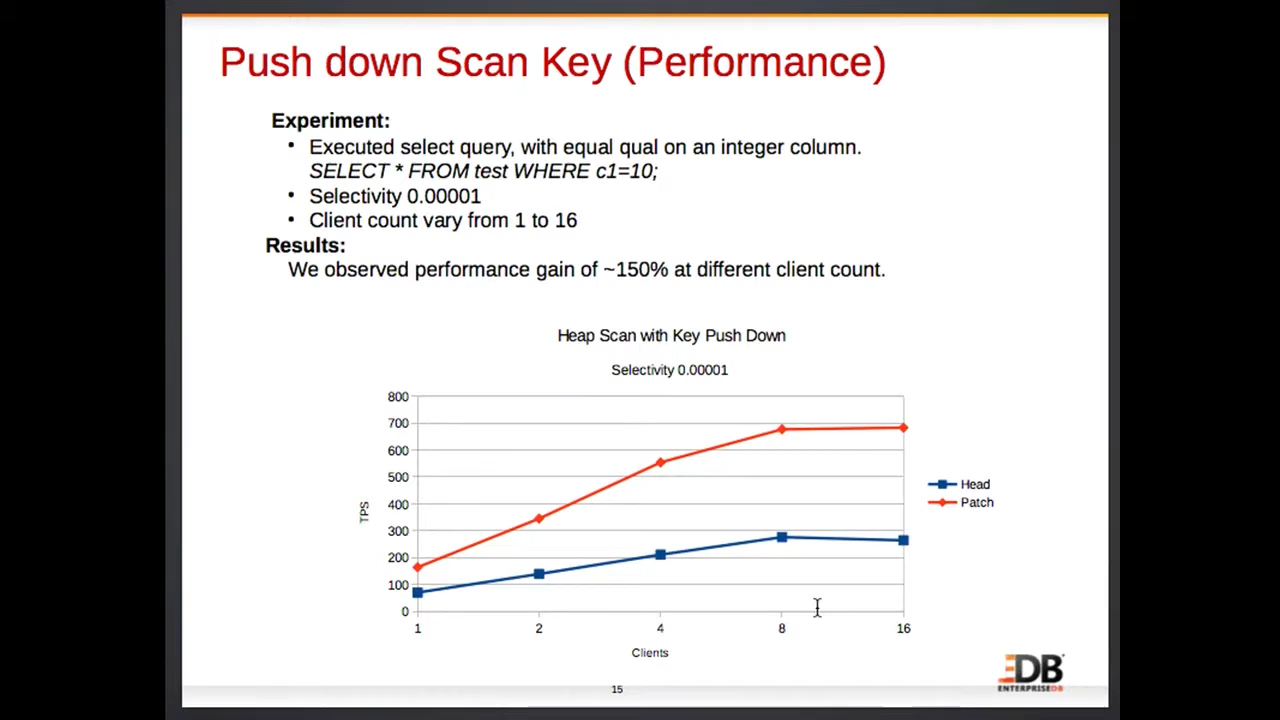 Push down Scan Key (Performance)
Experiment:
• Executed select query, with equal qual on an integer column.
SELECT * FROM test WHERE c1=10;
• Selectivity 0.00001
• Client count vary from 1 to 16
Results:
We observed performance gain of ~150% at different client count.
Heap Scan with Key Push Down
Selectivity 0.00001
800
700
600
500
400
300
200
100
0
TPS
1 2 4 8 16
Clients
Head
Patch
EDB
ENTERPRISEDB
15